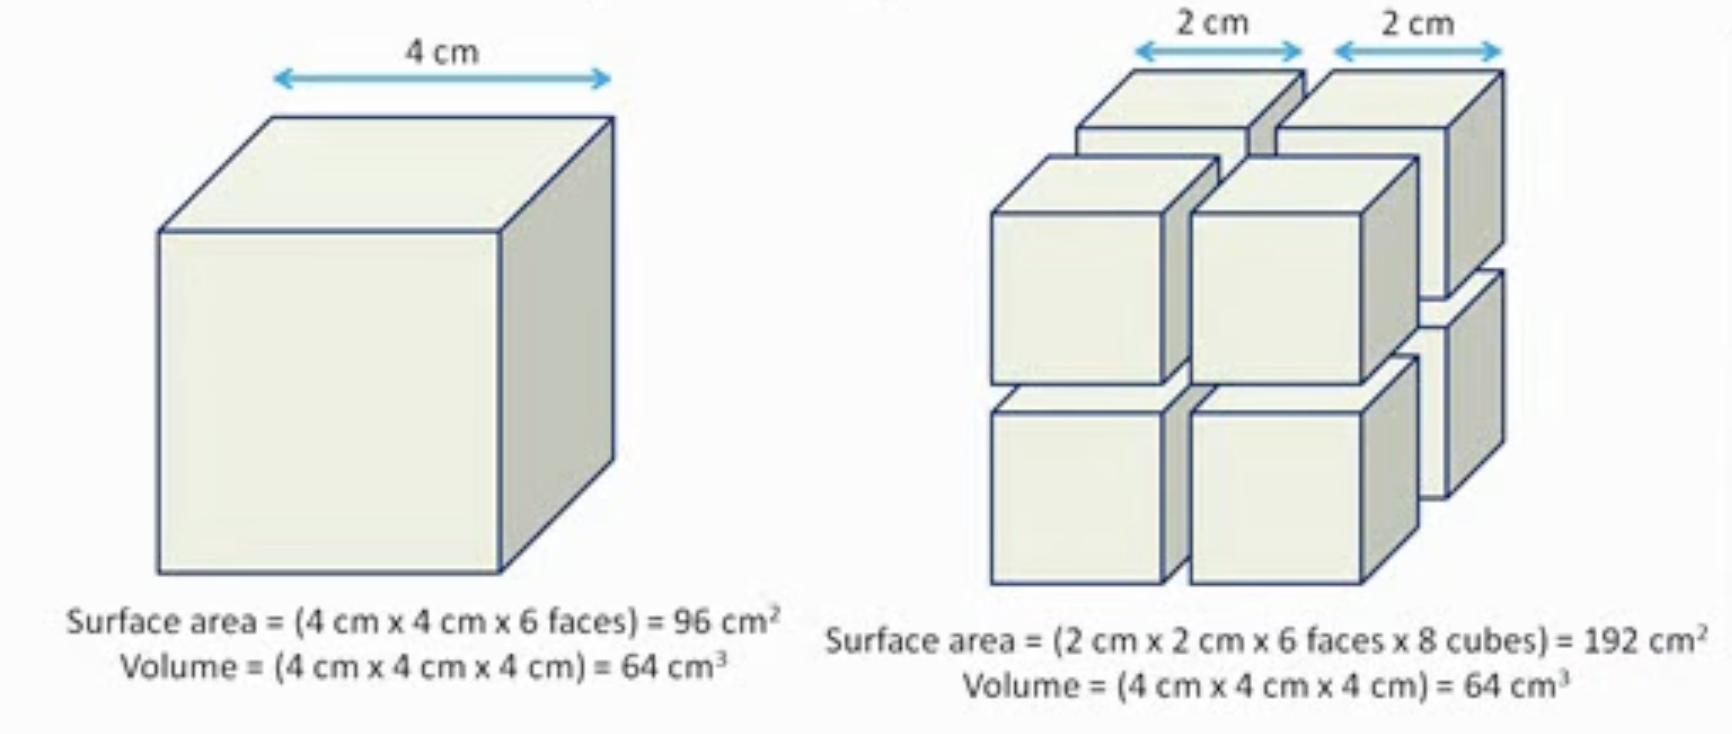 4 cm
2 cm
2 cm
Surface area = (4 cm x 4 cm x 6 faces) = 96 cm²
Volume = (4 cm x 4 cm x 4 cm) = 64 cm³
Surface area = (2 cm x 2 cm x 6 faces x 8 cubes) = 192 cm²
Volume = (4 cm x 4 cm x 4 cm) = 64 cm³